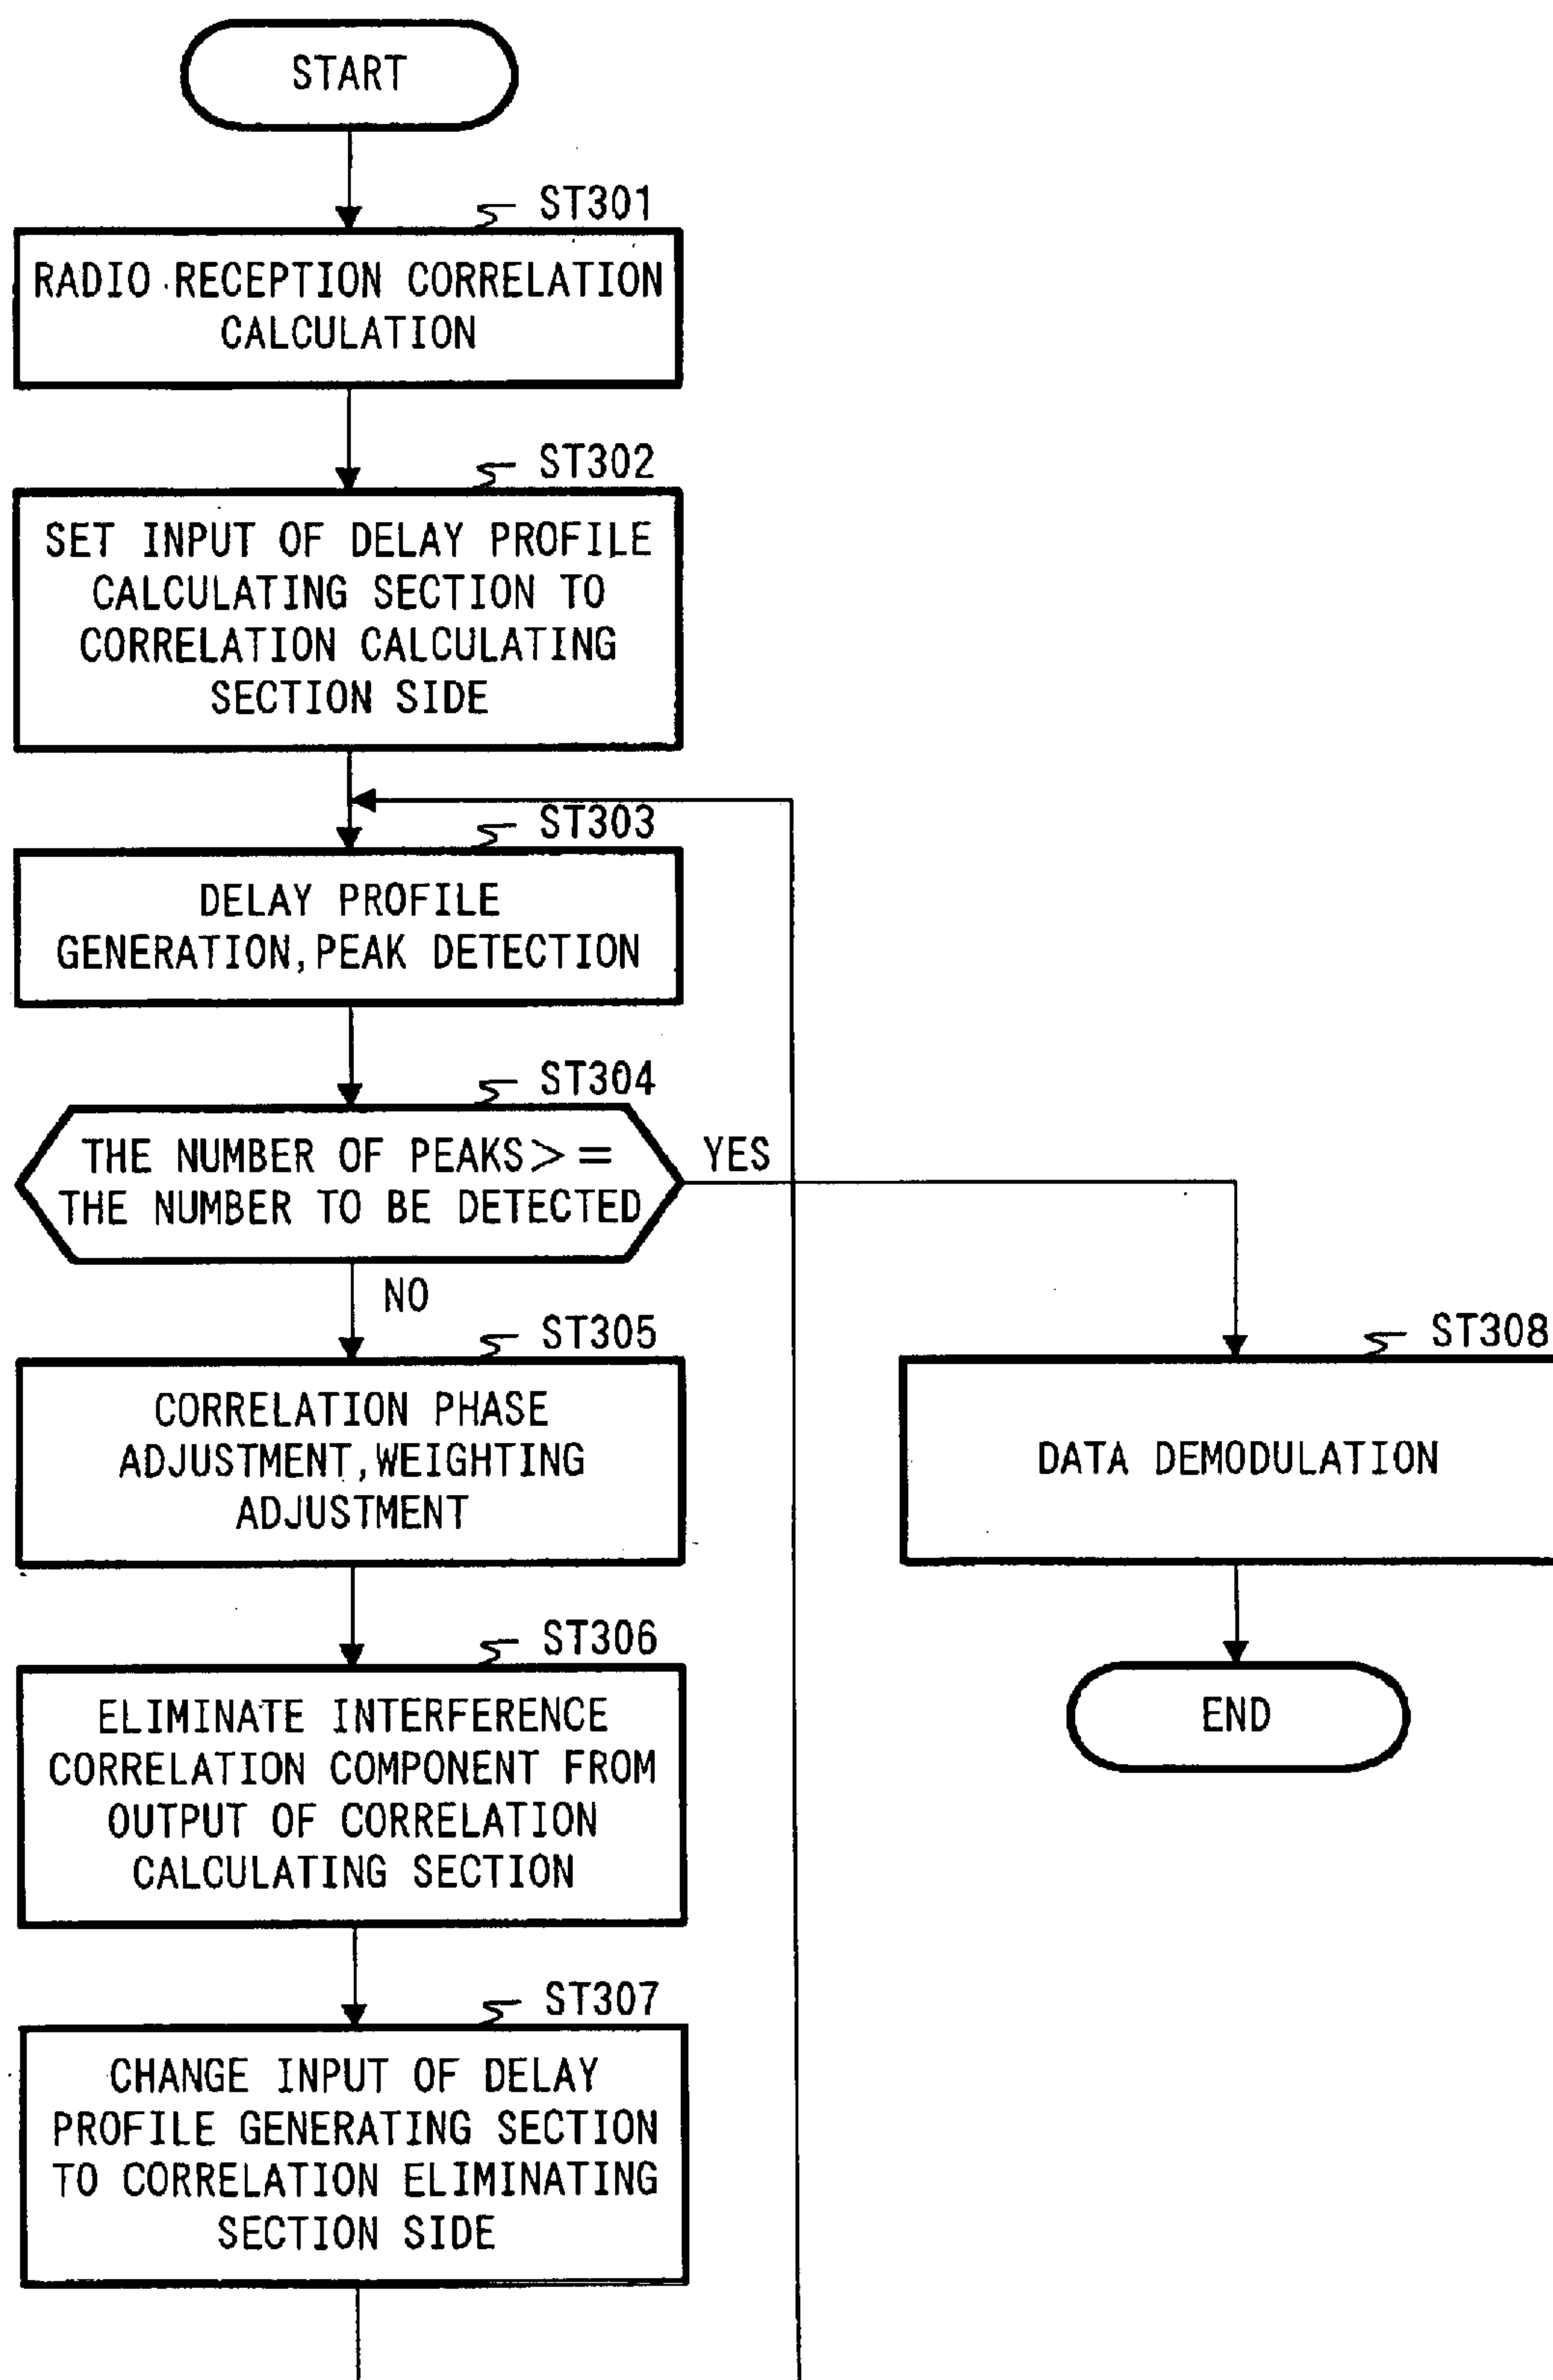 START
ST301
RADIO RECEPTION CORRELATION
CALCULATION
ST302
SET INPUT OF DELAY PROFILE
CALCULATING SECTION TO
CORRELATION CALCULATING
SECTION SIDE
ST303
DELAY PROFILE
GENERATION, PEAK DETECTION
ST304
THE NUMBER OF PEAKS>=
THE NUMBER TO BE DETECTED
YES
NO
ST305
CORRELATION PHASE
ADJUSTMENT, WEIGHTING
ADJUSTMENT
ST308
DATA DEMODULATION
ST306
ELIMINATE INTERFERENCE
CORRELATION COMPONENT FROM
OUTPUT OF CORRELATION
CALCULATING SECTION
END
ST307
CHANGE INPUT OF DELAY
PROFILE GENERATING SECTION
TO CORRELATION ELIMINATING
SECTION SIDE